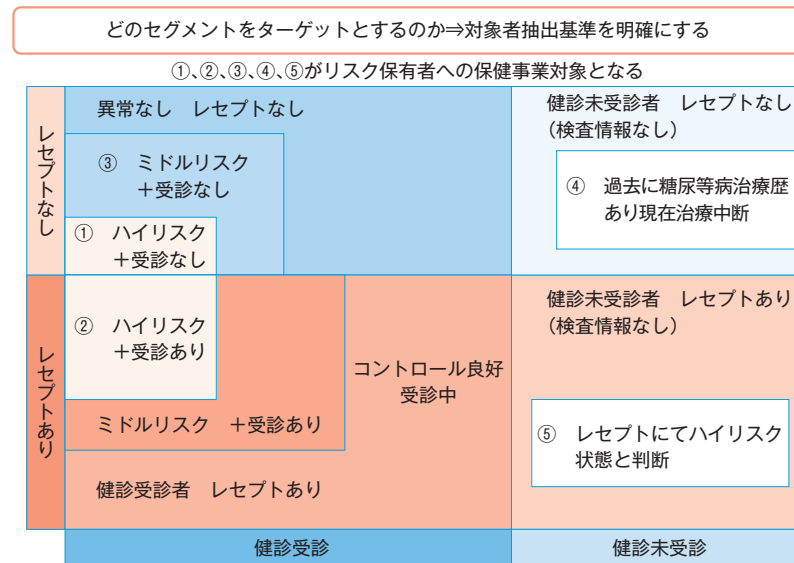 どのセグメントをターゲットとするのか⇒対象者抽出基準を明確にする
①、②、③、④、⑤がリスク保有者への保健事業対象となる
レセプトなし
異常なし　レセプトなし
③　ミドルリスク
＋受診なし
①　ハイリスク
＋受診なし
健診未受診者　レセプトなし
（検査情報なし）
④　過去に糖尿等病治療歴
あり現在治療中断
レセプトあり
②　ハイリスク
＋受診あり
ミドルリスク　＋受診あり
コントロール良好
受診中
健診受診者　レセプトあり
健診未受診者　レセプトあり
（検査情報なし）
⑤　レセプトにてハイリスク
状態と判断
健診受診
健診未受診